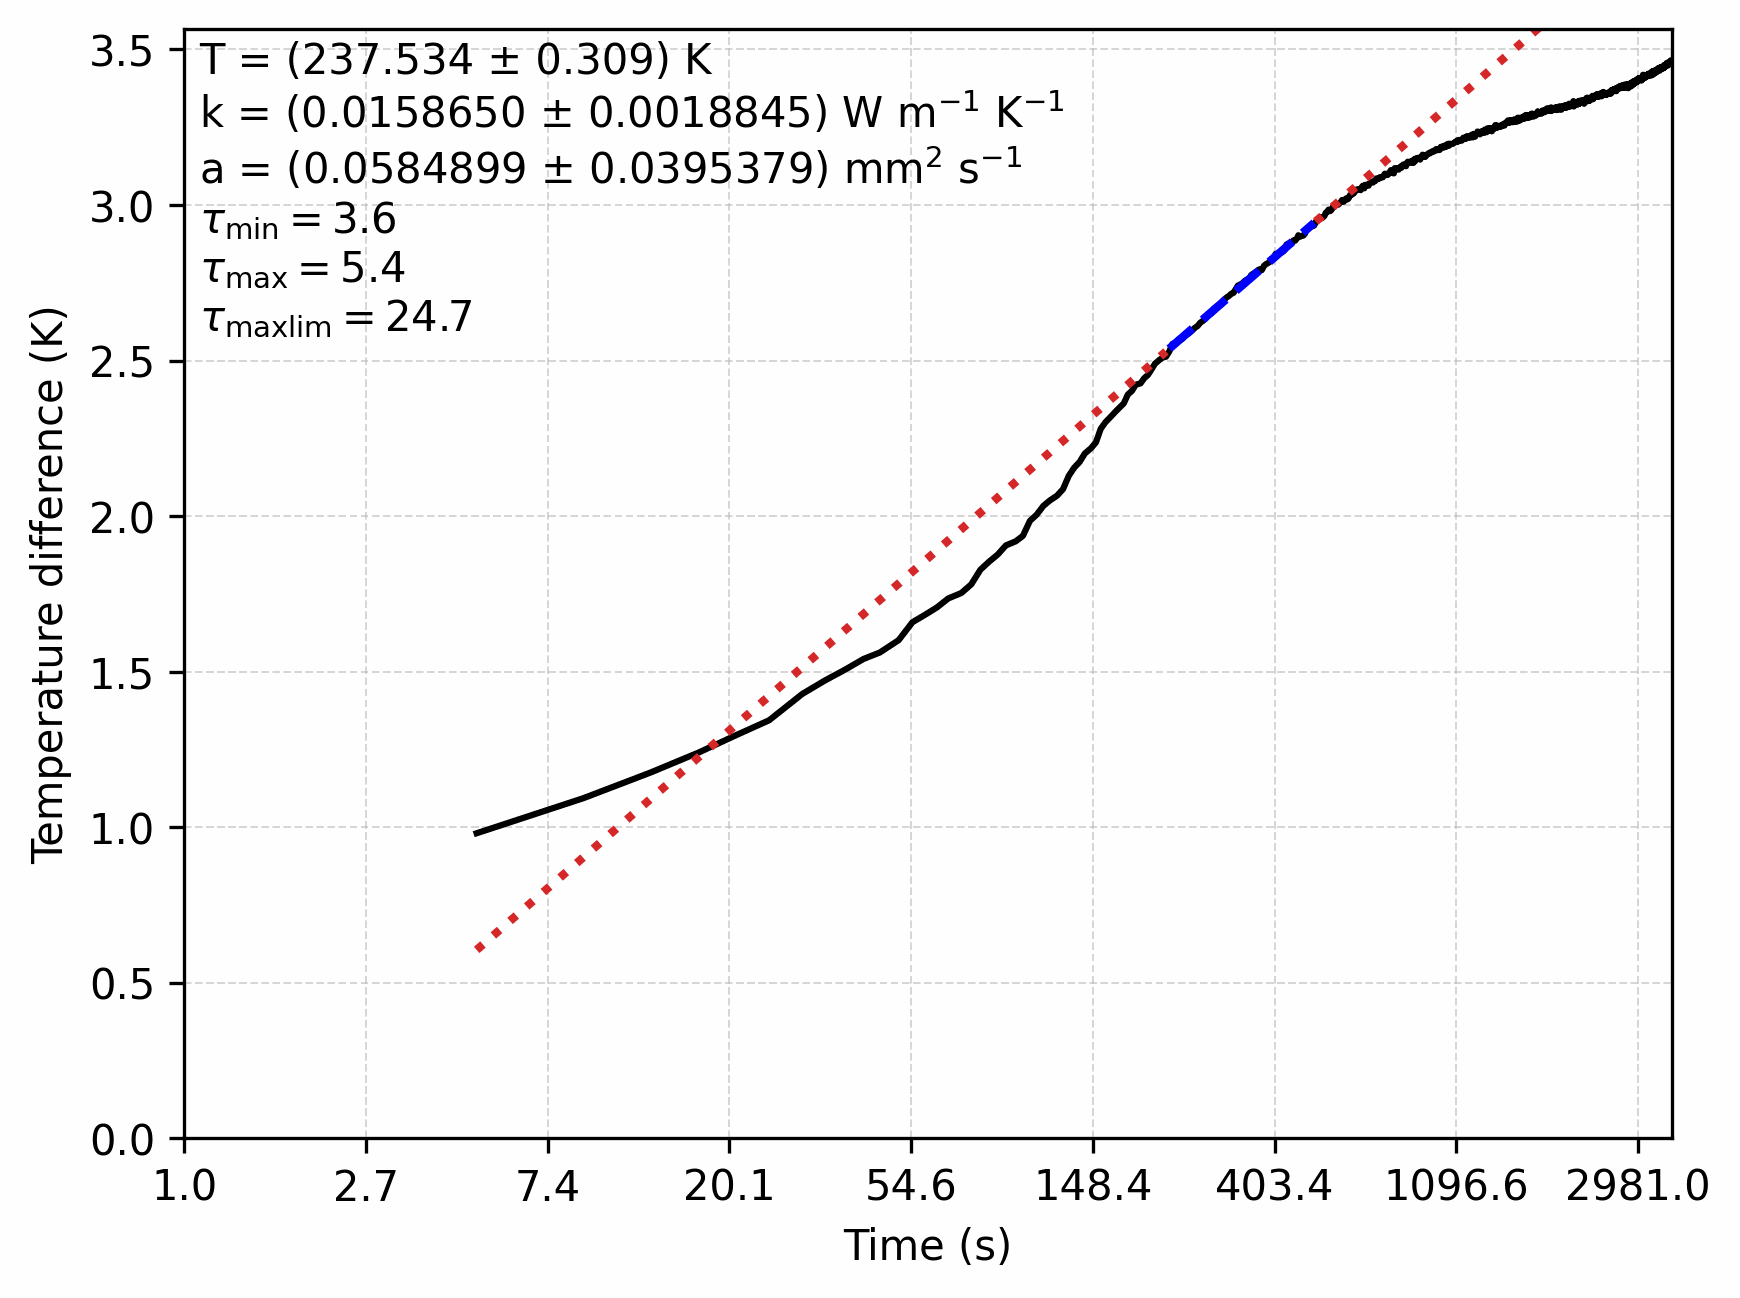 T = (237.534 ± 0.309) K
k = (0.0158650 ± 0.0018845) W m⁻¹ K⁻¹
a = (0.0584899 ± 0.0395379) mm² s⁻¹
τmin = 3.6
τmax = 5.4
τmaxlim = 24.7
Temperature difference (K)
3.5
3.0
2.5
2.0
1.5
1.0
0.5
0.0
1.0 2.7 7.4 20.1 54.6 148.4 403.4 1096.6 2981.0
Time (s)